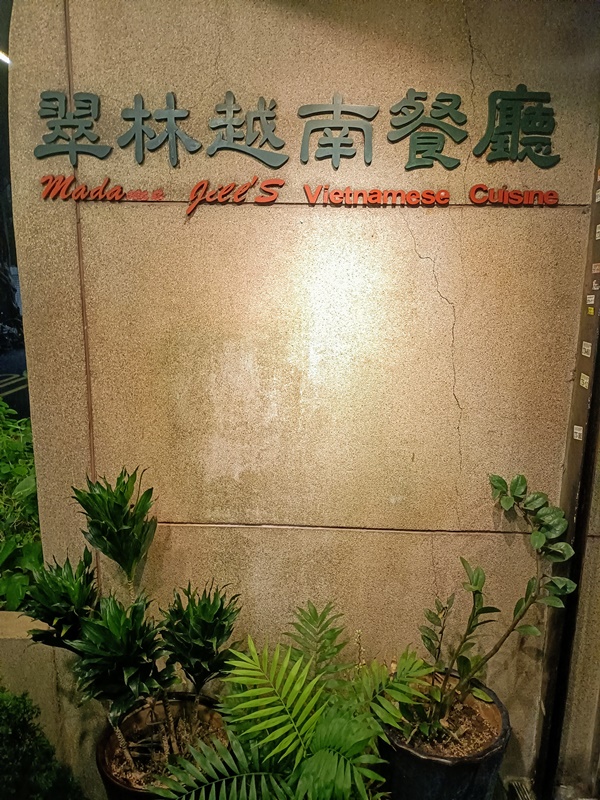 翠林越南餐廳
Mada Jill'S Vietnamese Cuisine